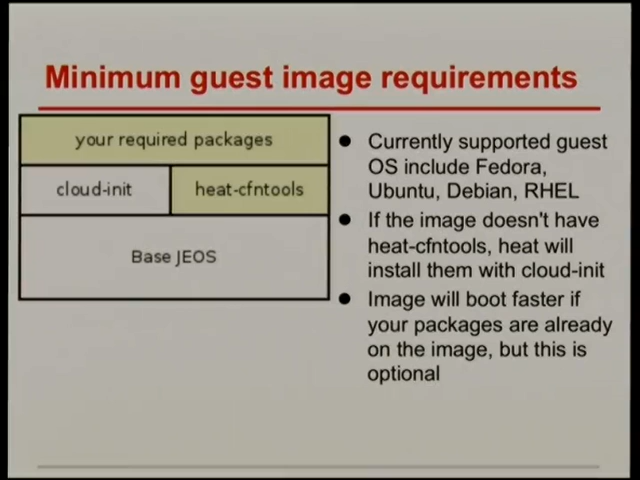 Minimum guest image requirements
your required packages
cloud-init
heat-cfntools
Base JEOS
● Currently supported guest
OS include Fedora,
Ubuntu, Debian, RHEL
● If the image doesn't have
heat-cfntools, heat will
install them with cloud-init
● Image will boot faster if
your packages are already
on the image, but this is
optional